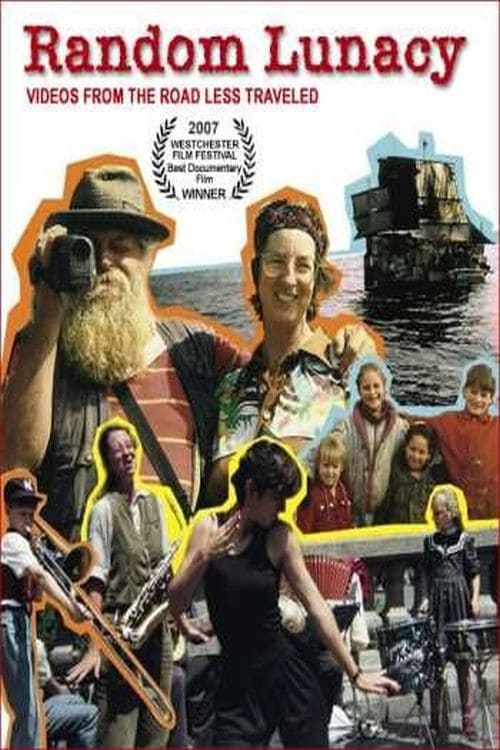 Random Lunacy
VIDEOS FROM THE ROAD LESS TRAVELED
2007
WESTCHESTER
FILM FESTIVAL
Best Documentary
Film
WINNER